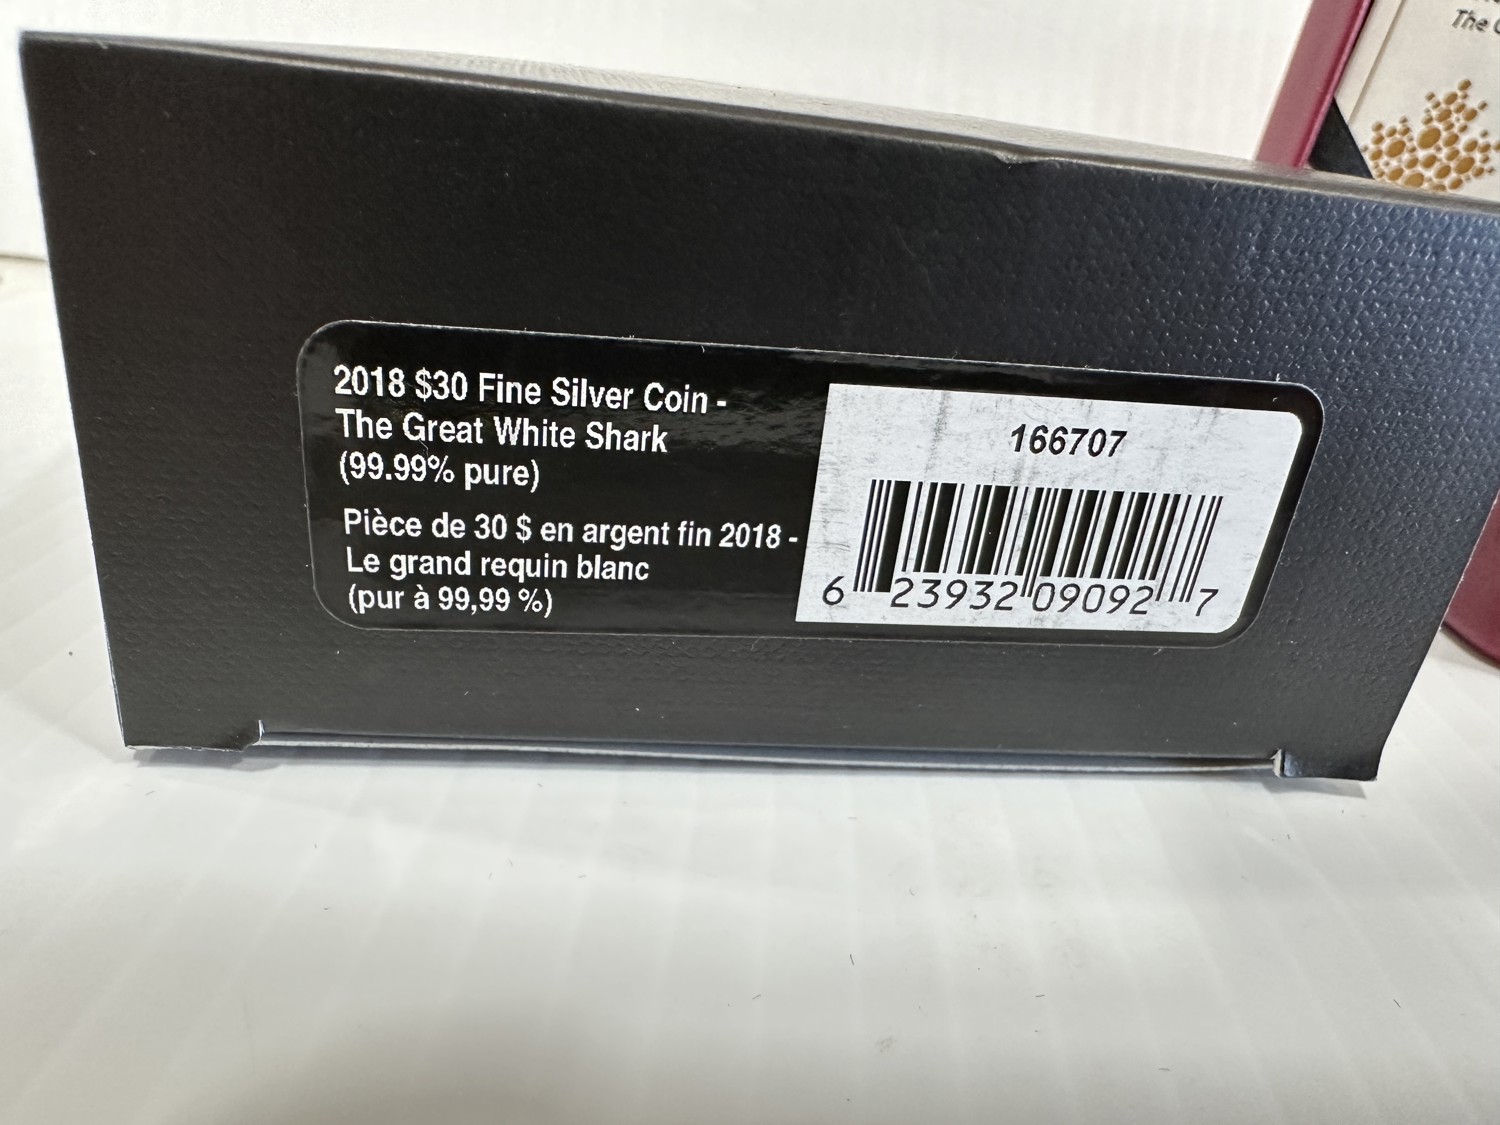 The
2018 $30 Fine Silver Coin -
The Great White Shark
(99.99% pure)
Pièce de 30 $ en argent fin 2018 -
Le grand requin blanc
(pur à 99,99 %)
166707
6 23932 09092 7